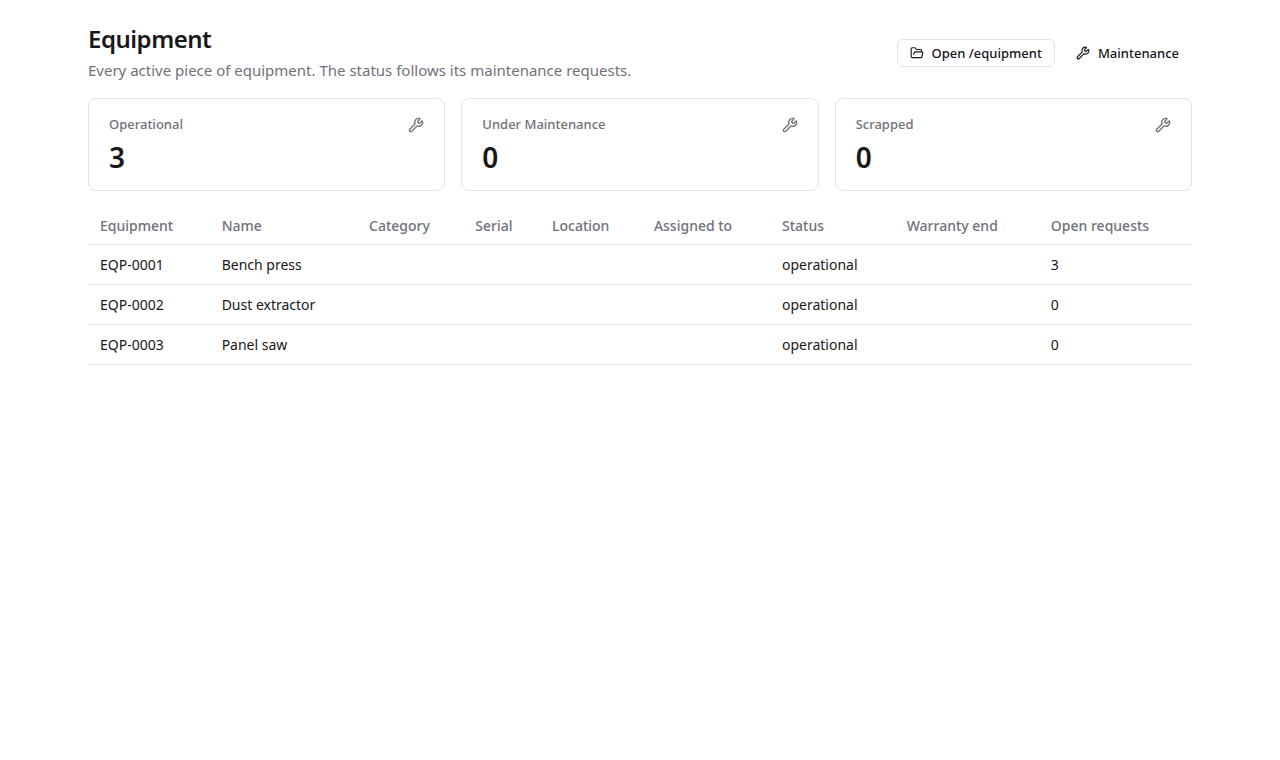 Equipment
Every active piece of equipment. The status follows its maintenance requests.
Open /equipment
Maintenance
Operational
3
Under Maintenance
0
Scrapped
0
Equipment Name Category Serial Location Assigned to Status Warranty end Open requests
EQP-0001 Bench press operational 3
EQP-0002 Dust extractor operational 0
EQP-0003 Panel saw operational 0